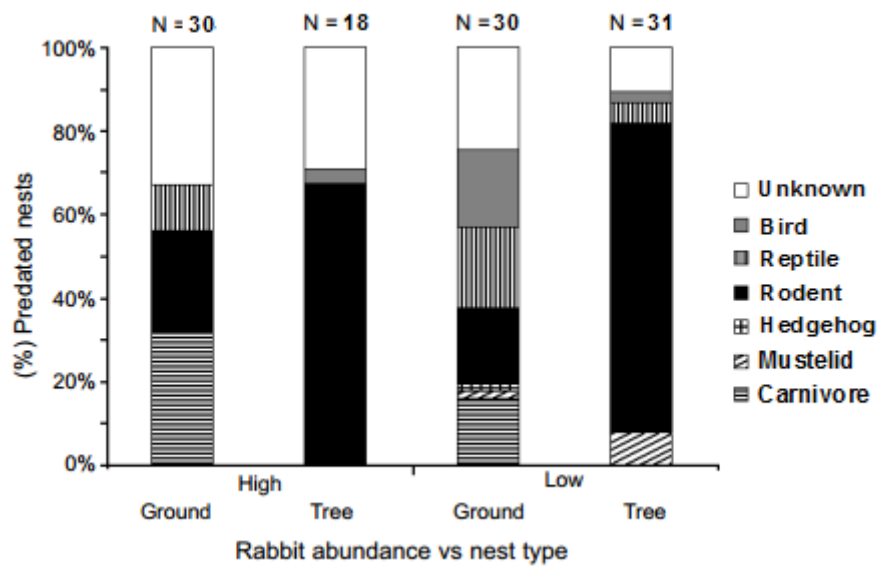 N = 30
N = 18
N = 30
N = 31
100%
80%
60%
40%
20%
0%
(%) Predated nests
Unknown
Bird
Reptile
Rodent
Hedgehog
Mustelid
Carnivore
High
Low
Ground
Tree
Ground
Tree
Rabbit abundance vs nest type